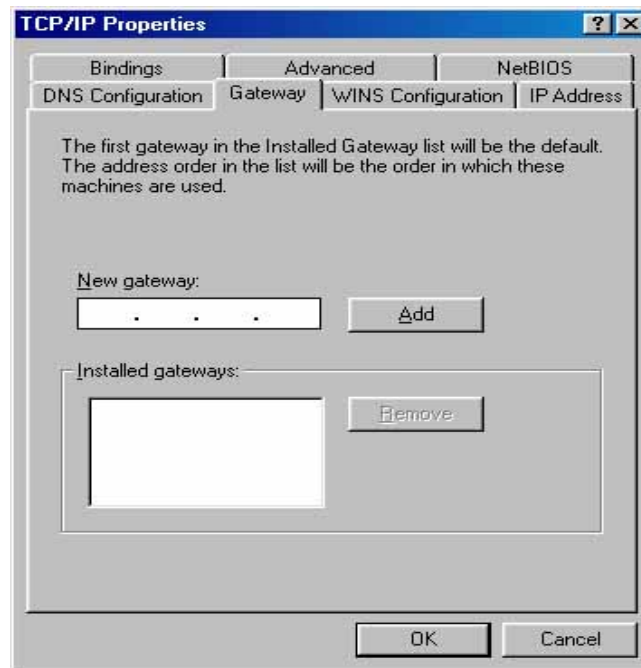 TCP/IP Properties
? ×
Bindings Advanced NetBIOS
DNS Configuration Gateway WINS Configuration IP Address
The first gateway in the Installed Gateway list will be the default.
The address order in the list will be the order in which these
machines are used.
New gateway:
. . .
Add
Installed gateways:
Remove
OK Cancel